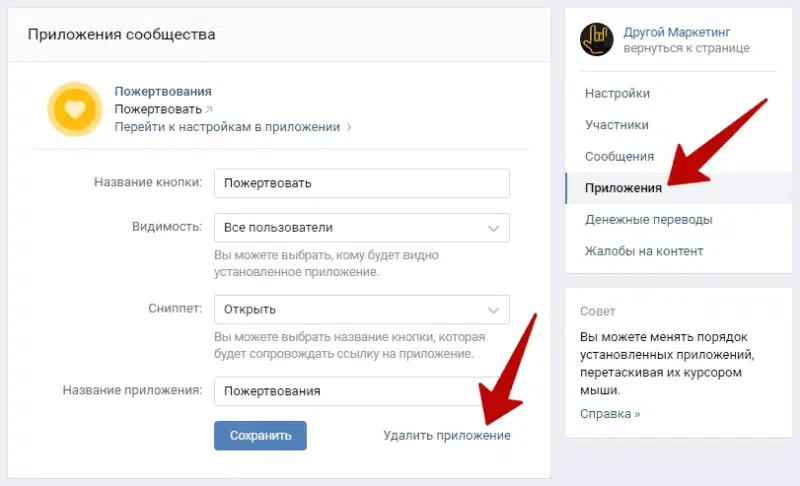 Приложения сообщества
Пожертвования
Пожертвовать
Перейти к настройкам в приложении
Название кнопки: Пожертвовать
Видимость: Все пользователи
Вы можете выбрать, кому будет видно
установленное приложение.
Сниппет: Открыть
Вы можете выбрать название кнопки, которая
будет сопровождать ссылку на приложение.
Название приложения: Пожертвования
Сохранить Удалить приложение
Другой Маркетинг
вернуться к странице
Настройки
Участники
Сообщения
Приложения
Денежные переводы
Жалобы на контент
Совет
Вы можете менять порядок
установленных приложений,
перетаскивая их курсором
мыши.
Справка »